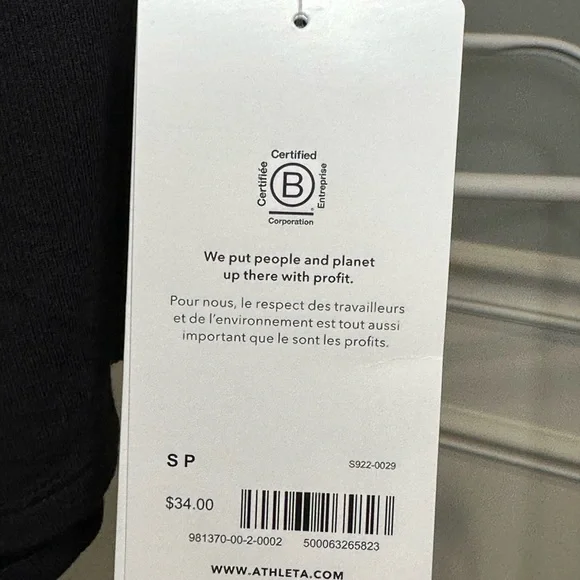 Certified
Certifiée
B
Entreprise
Corporation
We put people and planet
up there with profit.
Pour nous, le respect des travailleurs
et de l'environnement est tout aussi
important que le sont les profits.
S P
S922-0029
$34.00
981370-00-2-0002 500063265823
WWW.ATHLETA.COM